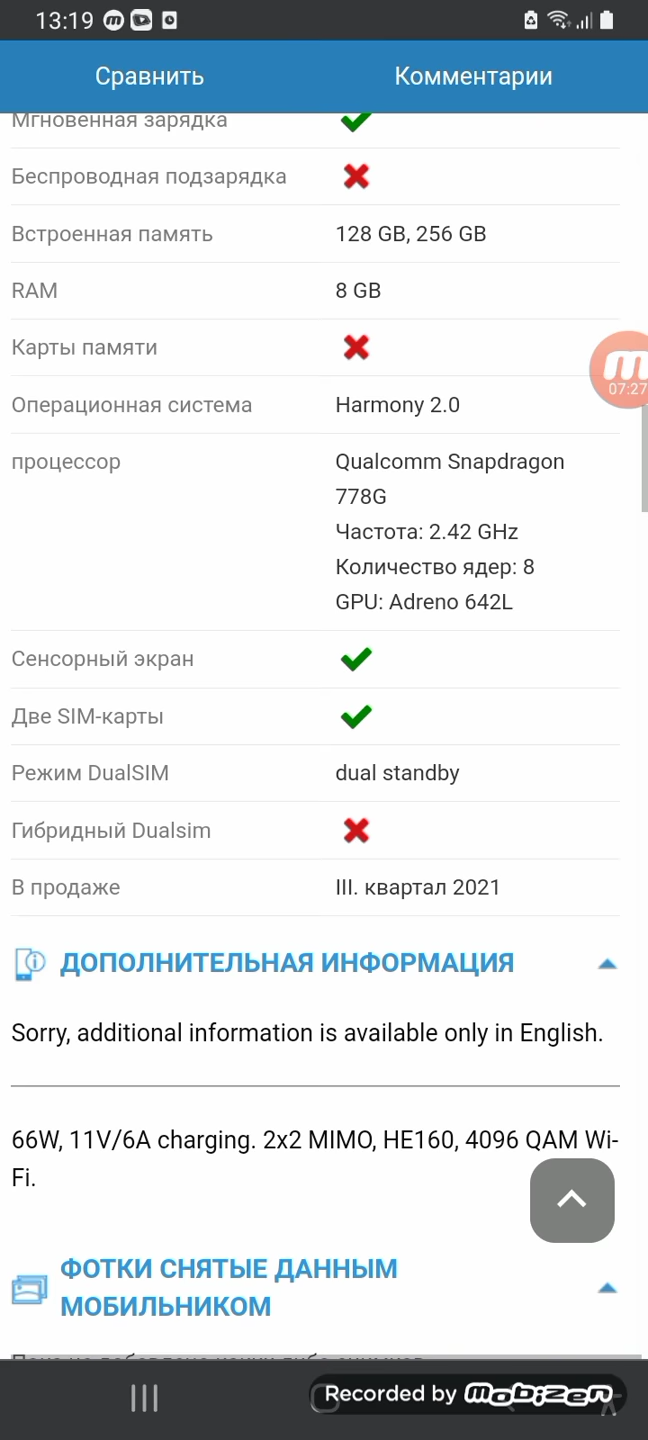 13:19
Сравнить Комментарии
Мгновенная зарядка
Беспроводная подзарядка
Встроенная память 128 GB, 256 GB
RAM 8 GB
Карты памяти
07:27
Операционная система Harmony 2.0
процессор Qualcomm Snapdragon
778G
Частота: 2.42 GHz
Количество ядер: 8
GPU: Adreno 642L
Сенсорный экран
Две SIM-карты
Режим DualSIM dual standby
Гибридный Dualsim
В продаже III. квартал 2021
ДОПОЛНИТЕЛЬНАЯ ИНФОРМАЦИЯ
Sorry, additional information is available only in English.
66W, 11V/6A charging. 2x2 MIMO, HE160, 4096 QAM Wi-
Fi.
ФОТКИ СНЯТЫЕ ДАННЫМ
МОБИЛЬНИКОМ
Recorded by mobizen